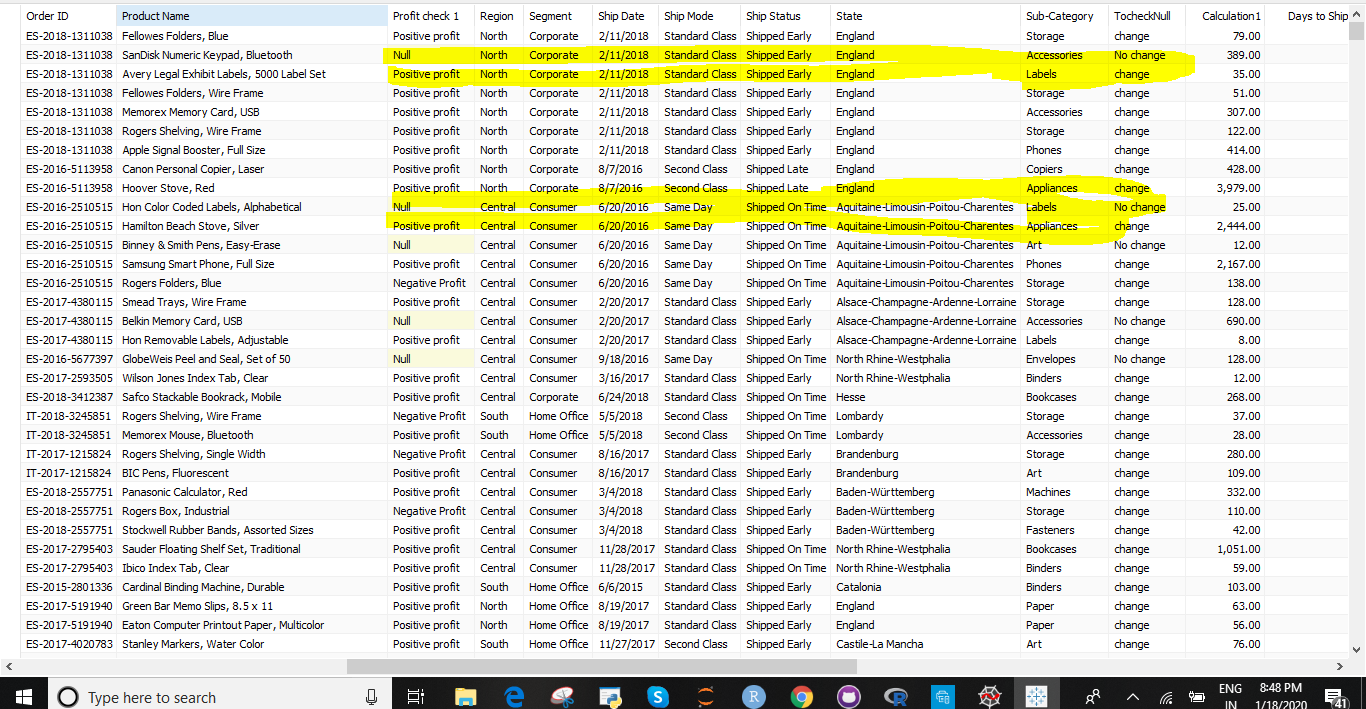 Order ID Product Name Profit check 1 Region Segment Ship Date Ship Mode Ship Status State Sub-Category TocheckNull Calculation1 Days to Ship
ES-2018-1311038 Fellowes Folders, Blue Positive profit North Corporate 2/11/2018 Standard Class Shipped Early England Storage change 79.00
ES-2018-1311038 SanDisk Numeric Keypad, Bluetooth Null North Corporate 2/11/2018 Standard Class Shipped Early England Accessories No change 389.00
ES-2018-1311038 Avery Legal Exhibit Labels, 5000 Label Set Positive profit North Corporate 2/11/2018 Standard Class Shipped Early England Labels change 35.00
ES-2018-1311038 Fellowes Folders, Wire Frame Positive profit North Corporate 2/11/2018 Standard Class Shipped Early England Storage change 51.00
ES-2018-1311038 Memorex Memory Card, USB Positive profit North Corporate 2/11/2018 Standard Class Shipped Early England Accessories change 307.00
ES-2018-1311038 Rogers Shelving, Wire Frame Positive profit North Corporate 2/11/2018 Standard Class Shipped Early England Storage change 122.00
ES-2018-1311038 Apple Signal Booster, Full Size Positive profit North Corporate 2/11/2018 Standard Class Shipped Early England Phones change 414.00
ES-2016-5113958 Canon Personal Copier, Laser Positive profit North Corporate 8/7/2016 Second Class Shipped Late England Copiers change 428.00
ES-2016-5113958 Hoover Stove, Red Positive profit North Corporate 8/7/2016 Second Class Shipped Late England Appliances change 3,979.00
ES-2016-2510515 Hon Color Coded Labels, Alphabetical Null Central Consumer 6/20/2016 Same Day Shipped On Time Aquitaine-Limousin-Poitou-Charentes Labels No change 25.00
ES-2016-2510515 Hamilton Beach Stove, Silver Positive profit Central Consumer 6/20/2016 Same Day Shipped On Time Aquitaine-Limousin-Poitou-Charentes Appliances change 2,444.00
ES-2016-2510515 Binney & Smith Pens, Easy-Erase Null Central Consumer 6/20/2016 Same Day Shipped On Time Aquitaine-Limousin-Poitou-Charentes Art No change 12.00
ES-2016-2510515 Samsung Smart Phone, Full Size Positive profit Central Consumer 6/20/2016 Same Day Shipped On Time Aquitaine-Limousin-Poitou-Charentes Phones change 2,167.00
ES-2016-2510515 Rogers Folders, Blue Negative Profit Central Consumer 6/20/2016 Same Day Shipped On Time Aquitaine-Limousin-Poitou-Charentes Storage change 138.00
ES-2017-4380115 Smead Trays, Wire Frame Positive profit Central Consumer 2/20/2017 Standard Class Shipped Early Alsace-Champagne-Ardenne-Lorraine Storage change 128.00
ES-2017-4380115 Belkin Memory Card, USB Null Central Consumer 2/20/2017 Standard Class Shipped Early Alsace-Champagne-Ardenne-Lorraine Accessories No change 690.00
ES-2017-4380115 Hon Removable Labels, Adjustable Positive profit Central Consumer 2/20/2017 Standard Class Shipped Early Alsace-Champagne-Ardenne-Lorraine Labels change 8.00
ES-2016-5677397 GlobeWeis Peel and Seal, Set of 50 Null Central Consumer 9/18/2016 Same Day Shipped On Time North Rhine-Westphalia Envelopes No change 128.00
ES-2017-2593505 Wilson Jones Index Tab, Clear Positive profit Central Consumer 3/16/2017 Standard Class Shipped Early North Rhine-Westphalia Binders change 12.00
ES-2018-3412387 Safco Stackable Bookrack, Mobile Positive profit Central Corporate 6/24/2018 Standard Class Shipped On Time Hesse Bookcases change 268.00
IT-2018-3245851 Rogers Shelving, Wire Frame Negative Profit South Home Office 5/5/2018 Second Class Shipped On Time Lombardy Storage change 37.00
IT-2018-3245851 Memorex Mouse, Bluetooth Positive profit South Home Office 5/5/2018 Second Class Shipped On Time Lombardy Accessories change 28.00
IT-2017-1215824 Rogers Shelving, Single Width Negative Profit Central Consumer 8/16/2017 Standard Class Shipped Early Brandenburg Storage change 280.00
IT-2017-1215824 BIC Pens, Fluorescent Positive profit Central Consumer 8/16/2017 Standard Class Shipped Early Brandenburg Art change 109.00
ES-2018-2557751 Panasonic Calculator, Red Positive profit Central Consumer 3/4/2018 Standard Class Shipped Early Baden-Württemberg Machines change 332.00
ES-2018-2557751 Rogers Box, Industrial Negative Profit Central Consumer 3/4/2018 Standard Class Shipped Early Baden-Württemberg Storage change 110.00
ES-2018-2557751 Stockwell Rubber Bands, Assorted Sizes Positive profit Central Consumer 3/4/2018 Standard Class Shipped Early Baden-Württemberg Fasteners change 42.00
ES-2017-2795403 Sauder Floating Shelf Set, Traditional Positive profit Central Consumer 11/28/2017 Standard Class Shipped On Time North Rhine-Westphalia Bookcases change 1,051.00
ES-2017-2795403 Ibico Index Tab, Clear Positive profit Central Consumer 11/28/2017 Standard Class Shipped On Time North Rhine-Westphalia Binders change 59.00
ES-2015-2801336 Cardinal Binding Machine, Durable Positive profit South Home Office 6/6/2015 Standard Class Shipped Early Catalonia Binders change 103.00
ES-2017-5191940 Green Bar Memo Slips, 8.5 x 11 Positive profit North Home Office 8/19/2017 Standard Class Shipped Early England Paper change 63.00
ES-2017-5191940 Eaton Computer Printout Paper, Multicolor Positive profit North Home Office 8/19/2017 Standard Class Shipped Early England Paper change 56.00
ES-2017-4020783 Stanley Markers, Water Color Positive profit South Home Office 11/27/2017 Second Class Shipped Early Castile-La Mancha Art change 76.00
Type here to search
R
R
ENG
IN
8:48 PM
1/18/2020
41